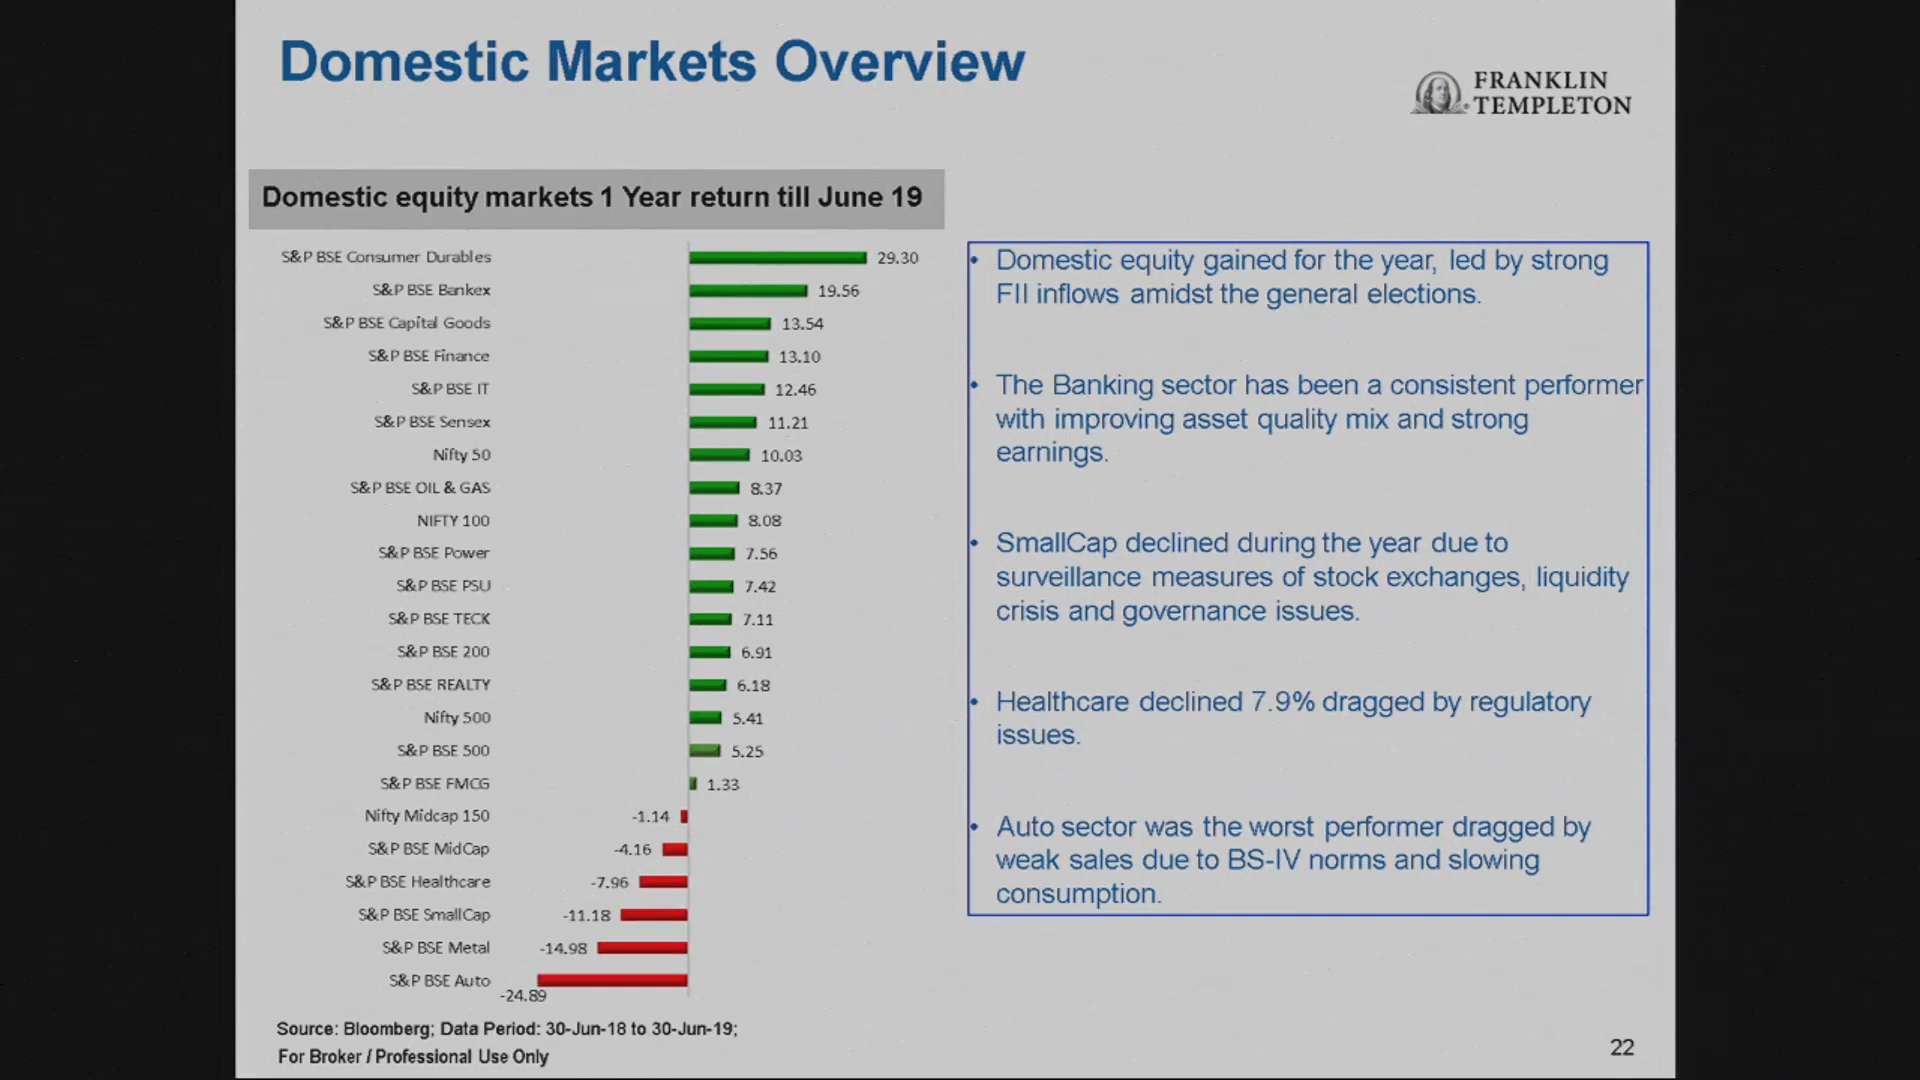 Domestic Markets Overview
FRANKLIN
TEMPLETON
Domestic equity markets 1 Year return till June 19
S&P BSE Consumer Durables 29.30
S&P BSE Bankex 19.56
S&P BSE Capital Goods 13.54
S&P BSE Finance 13.10
S&P BSE IT 12.46
S&P BSE Sensex 11.21
Nifty 50 10.03
S&P BSE OIL & GAS 8.37
NIFTY 100 8.08
S&P BSE Power 7.56
S&P BSE PSU 7.42
S&P BSE TECK 7.11
S&P BSE 200 6.91
S&P BSE REALTY 6.18
Nifty 500 5.41
S&P BSE 500 5.25
S&P BSE FMCG 1.33
Nifty Midcap 150 -1.14
S&P BSE MidCap -4.16
S&P BSE Healthcare -7.96
S&P BSE SmallCap -11.18
S&P BSE Metal -14.98
S&P BSE Auto -24.89
• Domestic equity gained for the year, led by strong
FII inflows amidst the general elections.
• The Banking sector has been a consistent performer
with improving asset quality mix and strong
earnings.
• SmallCap declined during the year due to
surveillance measures of stock exchanges, liquidity
crisis and governance issues.
• Healthcare declined 7.9% dragged by regulatory
issues.
• Auto sector was the worst performer dragged by
weak sales due to BS-IV norms and slowing
consumption.
Source: Bloomberg; Data Period: 30-Jun-18 to 30-Jun-19;
For Broker / Professional Use Only
22